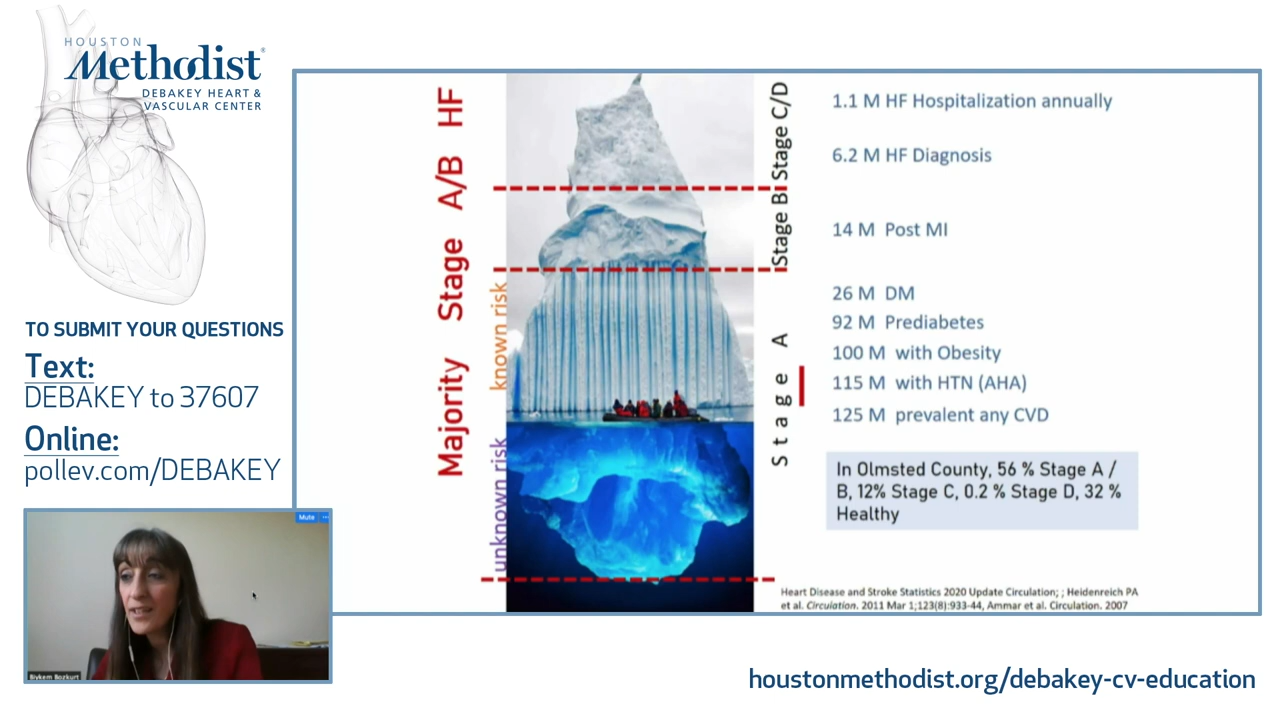 HOUSTON
Methodist®
DEBAKEY HEART &
VASCULAR CENTER
TO SUBMIT YOUR QUESTIONS
Text:
DEBAKEY to 37607
Online:
pollev.com/DEBAKEY
Mute
Biykem Bozkurt
Majority Stage A/B HF
known risk
unknown risk
Stage C/D
Stage B
Stage A
1.1 M HF Hospitalization annually
6.2 M HF Diagnosis
14 M Post MI
26 M DM
92 M Prediabetes
100 M with Obesity
115 M with HTN (AHA)
125 M prevalent any CVD
In Olmsted County, 56 % Stage A /
B, 12% Stage C, 0.2 % Stage D, 32 %
Healthy
Heart Disease and Stroke Statistics 2020 Update Circulation; ; Heidenreich PA
et al. Circulation. 2011 Mar 1;123(8):933-44, Ammar et al. Circulation. 2007
houstonmethodist.org/debakey-cv-education